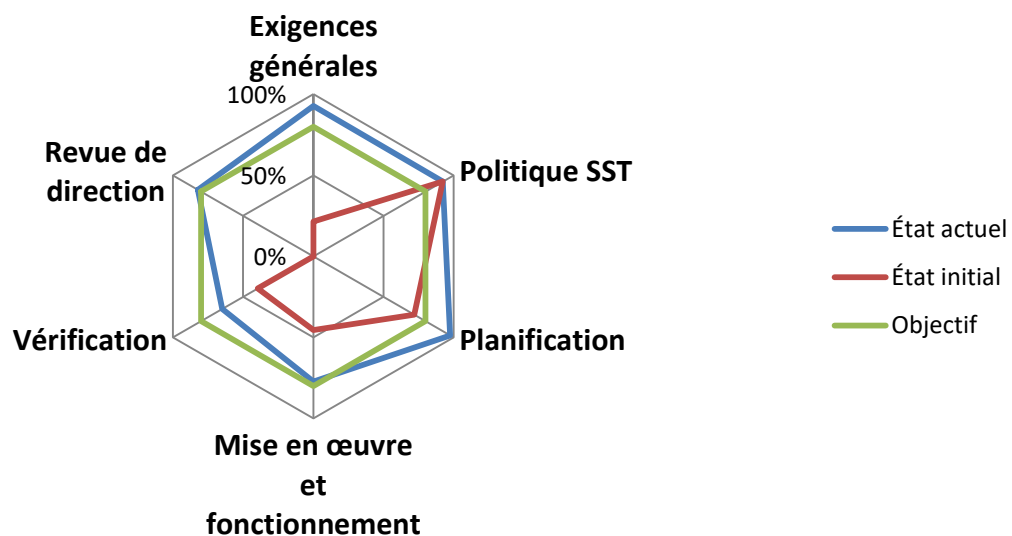 Exigences
générales
100%
Revue de
direction
Politique SST
50%
0%
Vérification
Planification
Mise en œuvre
et
fonctionnement
État actuel
État initial
Objectif